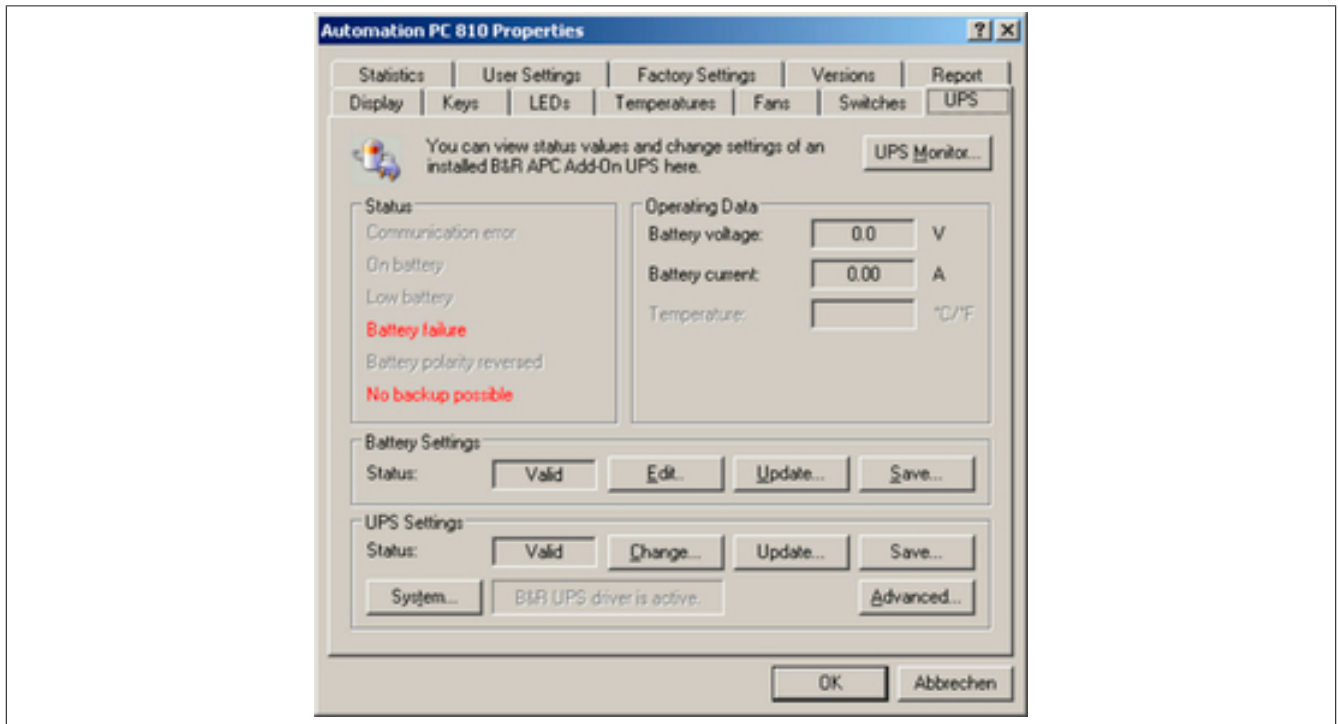 Automation PC 810 Properties
Statistics User Settings Factory Settings Versions Report
Display Keys LEDs Temperatures Fans Switches UPS
You can view status values and change settings of an
installed B&R APC Add-On UPS here.
UPS Monitor...
Status
Communication error
On battery
Low battery
Battery failure
Battery polarity reversed
No backup possible
Operating Data
Battery voltage: 0.0 V
Battery current: 0.00 A
Temperature: °C/°F
Battery Settings
Status: Valid Edit.. Update... Save...
UPS Settings
Status: Valid Change... Update... Save...
System... B&R UPS driver is active. Advanced...
OK Abbrechen